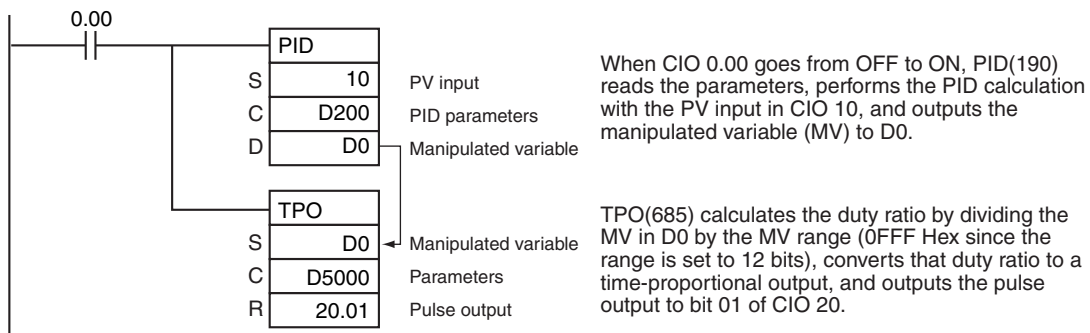 0.00
PID
S 10 PV input
C D200 PID parameters
D D0 Manipulated variable
When CIO 0.00 goes from OFF to ON, PID(190)
reads the parameters, performs the PID calculation
with the PV input in CIO 10, and outputs the
manipulated variable (MV) to D0.
TPO
S D0 Manipulated variable
C D5000 Parameters
R 20.01 Pulse output
TPO(685) calculates the duty ratio by dividing the
MV in D0 by the MV range (0FFF Hex since the
range is set to 12 bits), converts that duty ratio to a
time-proportional output, and outputs the pulse
output to bit 01 of CIO 20.